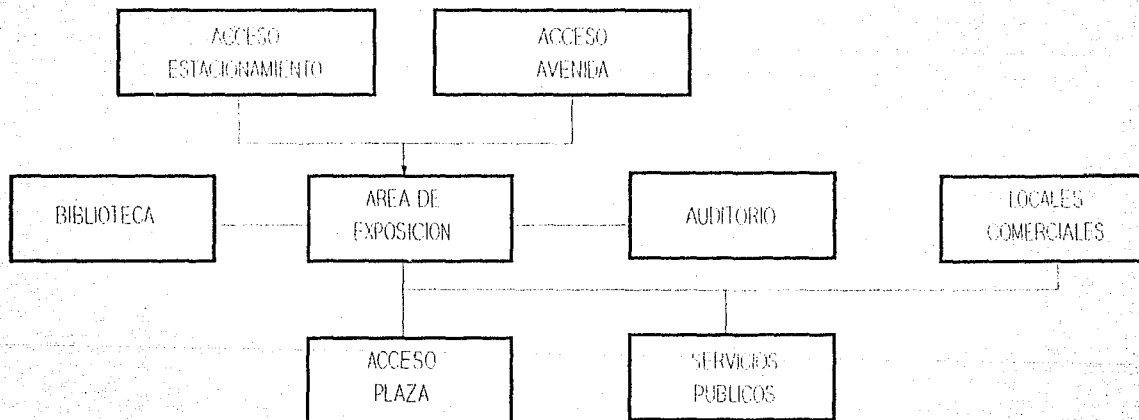 ACCESO
ESTACIONAMIENTO
ACCESO
AVENIDA
BIBLIOTECA
AREA DE
EXPOSICION
AUDITORIO
LOCALES
COMERCIALES
ACCESO
PLAZA
SERVICIOS
PUBLICOS